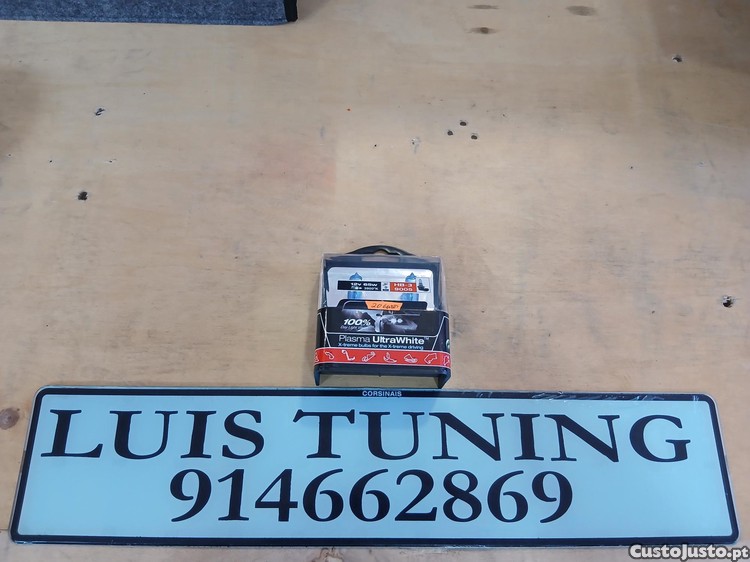 12v 65w
HB-3
9005
100%
Plasma UltraWhite™
X-treme bulbs for the X-treme driving
CORSINAIS
LUIS TUNING
914662869
CustoJusto.pt